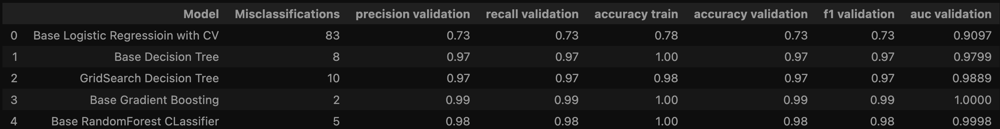 Model Misclassifications precision validation recall validation accuracy train accuracy validation f1 validation auc validation
0 Base Logistic Regressioin with CV 83 0.73 0.73 0.78 0.73 0.73 0.9097
1 Base Decision Tree 8 0.97 0.97 1.00 0.97 0.97 0.9799
2 GridSearch Decision Tree 10 0.97 0.97 0.98 0.97 0.97 0.9889
3 Base Gradient Boosting 2 0.99 0.99 1.00 0.99 0.99 1.0000
4 Base RandomForest CLassifier 5 0.98 0.98 1.00 0.98 0.98 0.9998